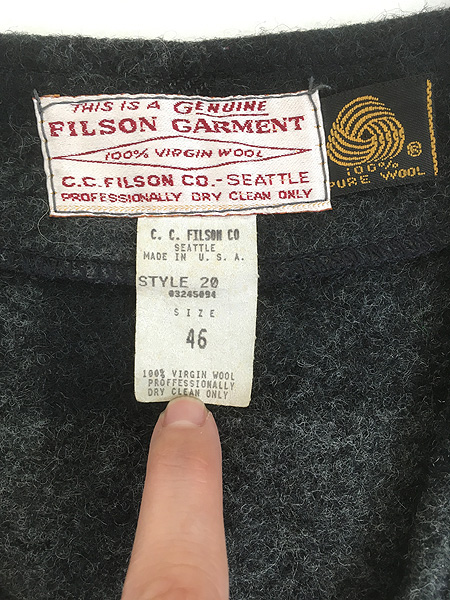 THIS IS A GENUINE
FILSON GARMENT
100% VIRGIN WOOL
C.C. FILSON CO. - SEATTLE
PROFESSIONALLY DRY CLEAN ONLY
®
100%
PURE WOOL
C. C. FILSON CO
SEATTLE
MADE IN U. S. A.
STYLE 20
03245094
SIZE
46
100% VIRGIN WOOL
PROFFESSIONALLY
DRY CLEAN ONLY